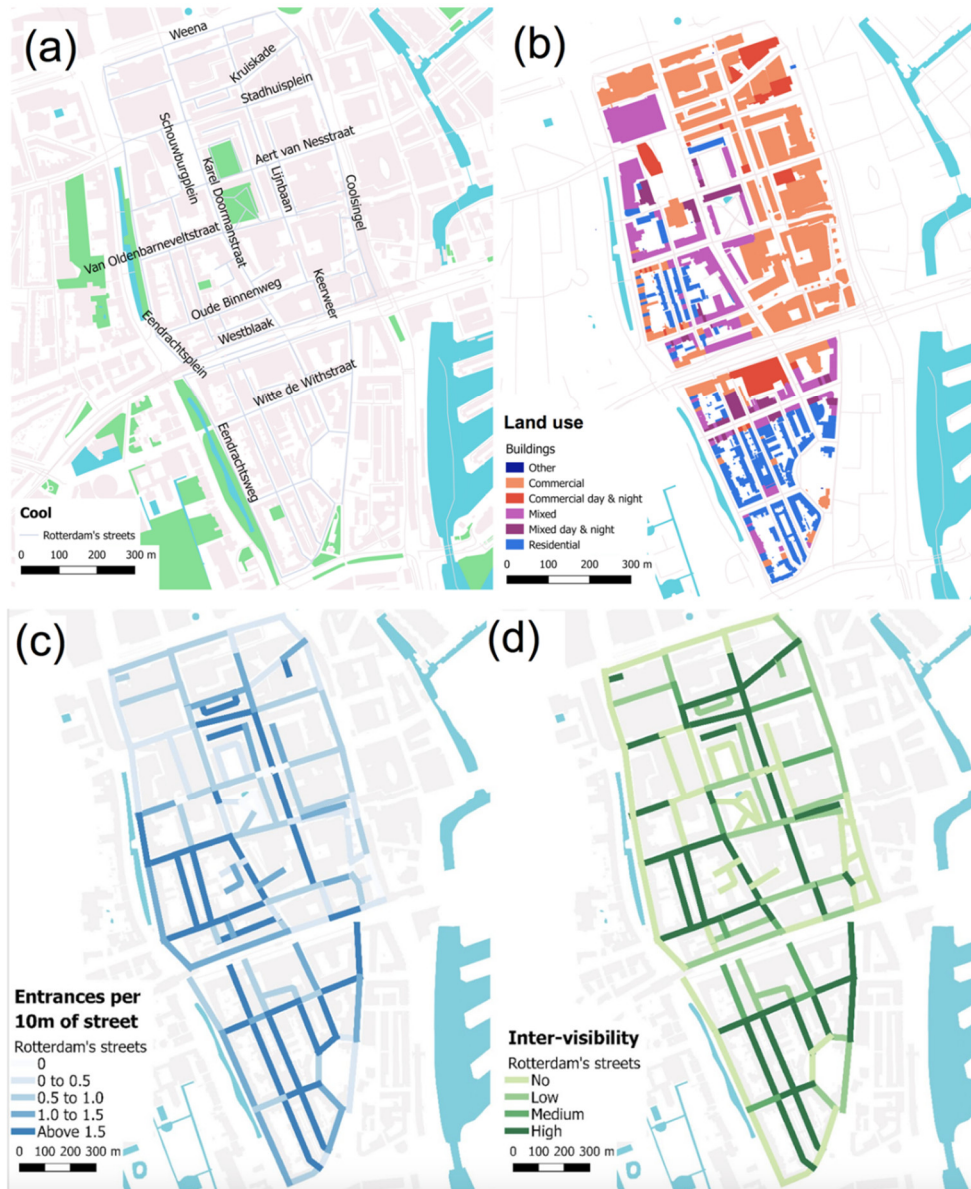 (a)
Weena
Kruiskade
Stadhuisplein
Schouwburgplein
Aert van Nesstraat
Karel Doormanstraat
Lijnbaan
Coolsingel
Van Oldenbarneveltstraat
Keerweer
Oude Binnenweg
Westblaak
Eendrachtsplein
Witte de Withstraat
Eendrachtsweg
Cool
Rotterdam's streets
0 100 200 300 m
(b)
Land use
Buildings
Other
Commercial
Commercial day & night
Mixed
Mixed day & night
Residential
0 100 200 300 m
(c)
Entrances per
10m of street
Rotterdam's streets
0
0 to 0.5
0.5 to 1.0
1.0 to 1.5
Above 1.5
0 100 200 300 m
(d)
Inter-visibility
Rotterdam's streets
No
Low
Medium
High
0 100 200 300 m